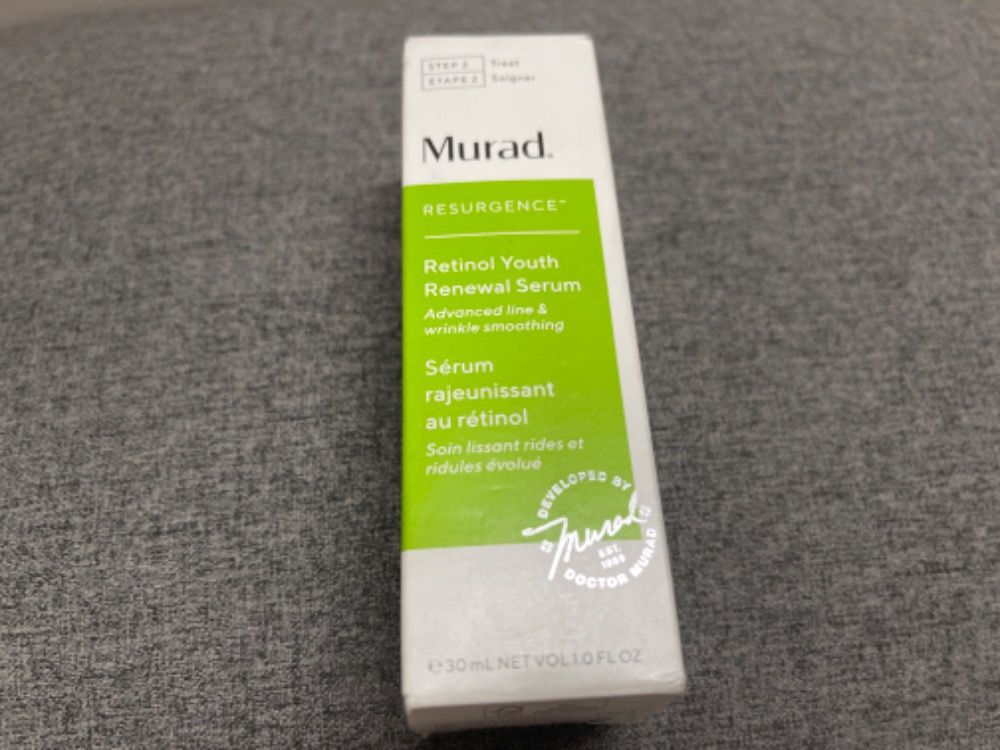 STEP 2 Treat
ÉTAPE 2 Soigner
Murad.
RESURGENCE™
Retinol Youth
Renewal Serum
Advanced line &
wrinkle smoothing
Sérum
rajeunissant
au rétinol
Soin lissant rides et
ridules évolué
DEVELOPED BY
Murad
EST.
1989
DOCTOR MURAD
℮ 30 mL NET VOL 1.0 FL OZ